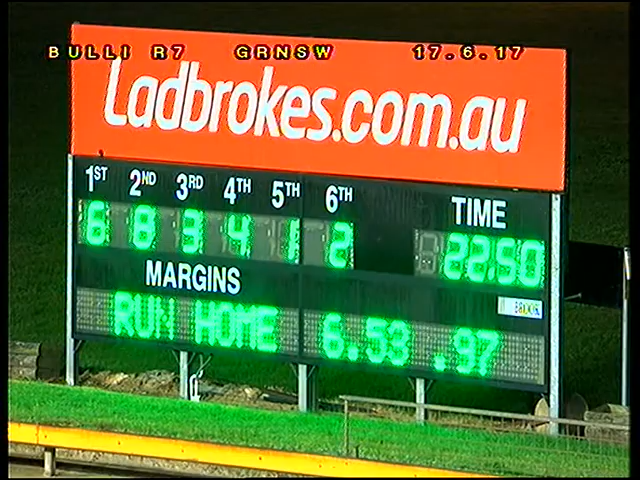 BULLI R7 GRNSW 17.6.17
Ladbrokes.com.au
1ST 2ND 3RD 4TH 5TH 6TH TIME
6 8 3 4 1 2 22.50
MARGINS
RUN HOME 6.53 .97